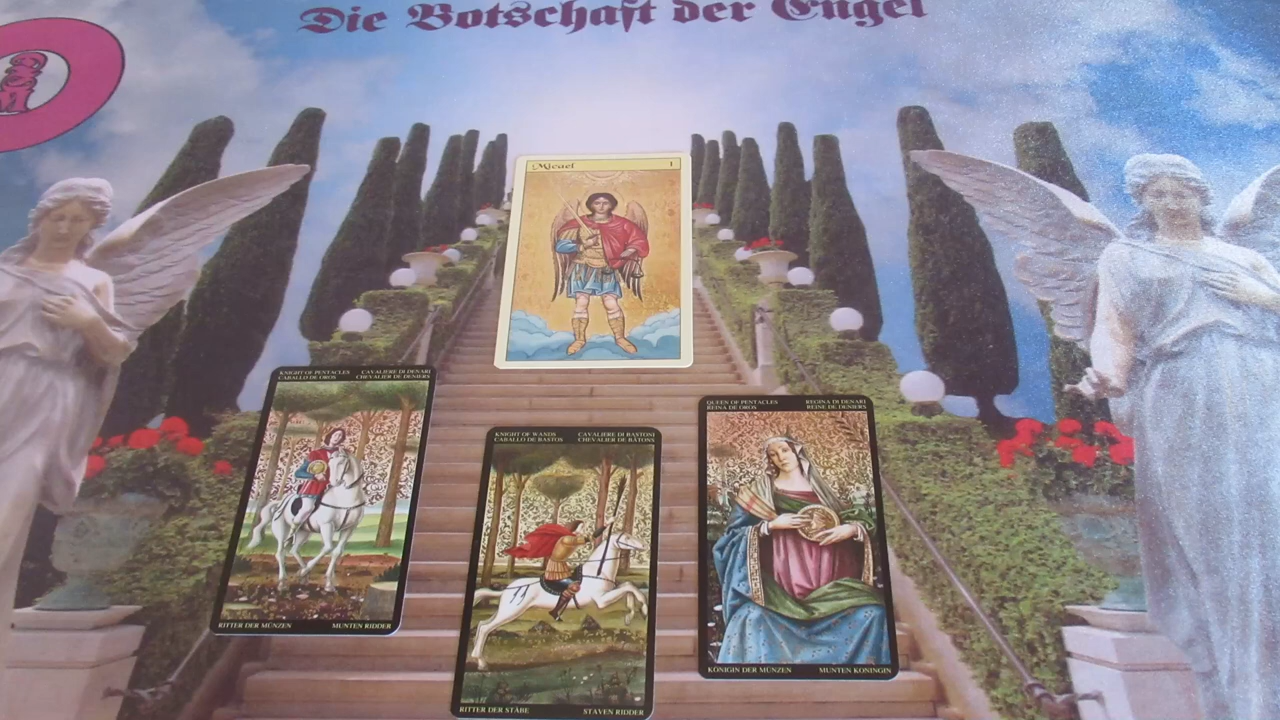 Die Botschaft der Engel
Micael 1
KNIGHT OF PENTACLES CAVALIERE DI DENARI
CABALLO DE OROS CHEVALIER DE DENIERS
RITTER DER MÜNZEN MUNTEN RIDDER
KNIGHT OF WANDS CAVALIERE DI BASTONI
CABALLO DE BASTOS CHEVALIER DE BÂTONS
RITTER DER STÄBE STAVEN RIDDER
QUEEN OF PENTACLES REGINA DI DENARI
REINA DE OROS REINE DE DENIERS
KÖNIGIN DER MÜNZEN MUNTEN KONINGIN